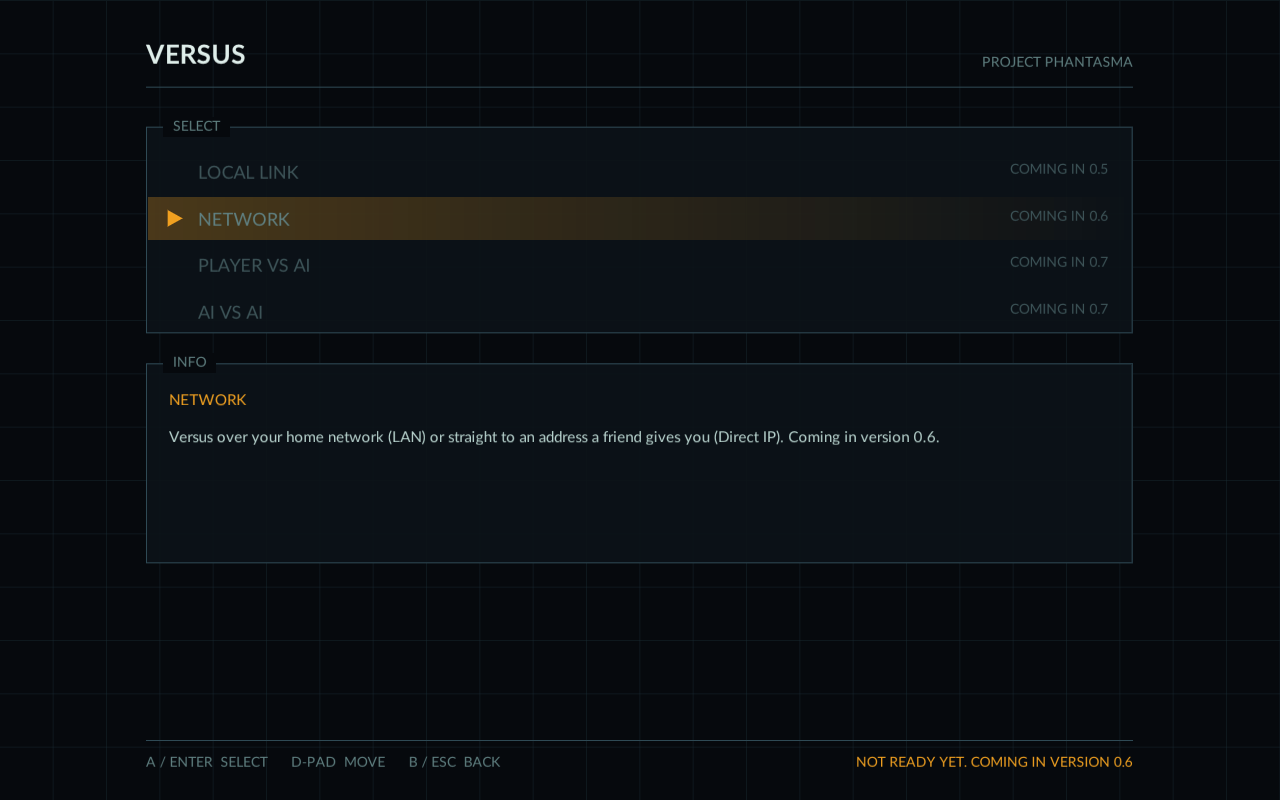 VERSUS
PROJECT PHANTASMA
SELECT
LOCAL LINK COMING IN 0.5
NETWORK COMING IN 0.6
PLAYER VS AI COMING IN 0.7
AI VS AI COMING IN 0.7
INFO
NETWORK
Versus over your home network (LAN) or straight to an address a friend gives you (Direct IP). Coming in version 0.6.
A / ENTER SELECT D-PAD MOVE B / ESC BACK NOT READY YET. COMING IN VERSION 0.6